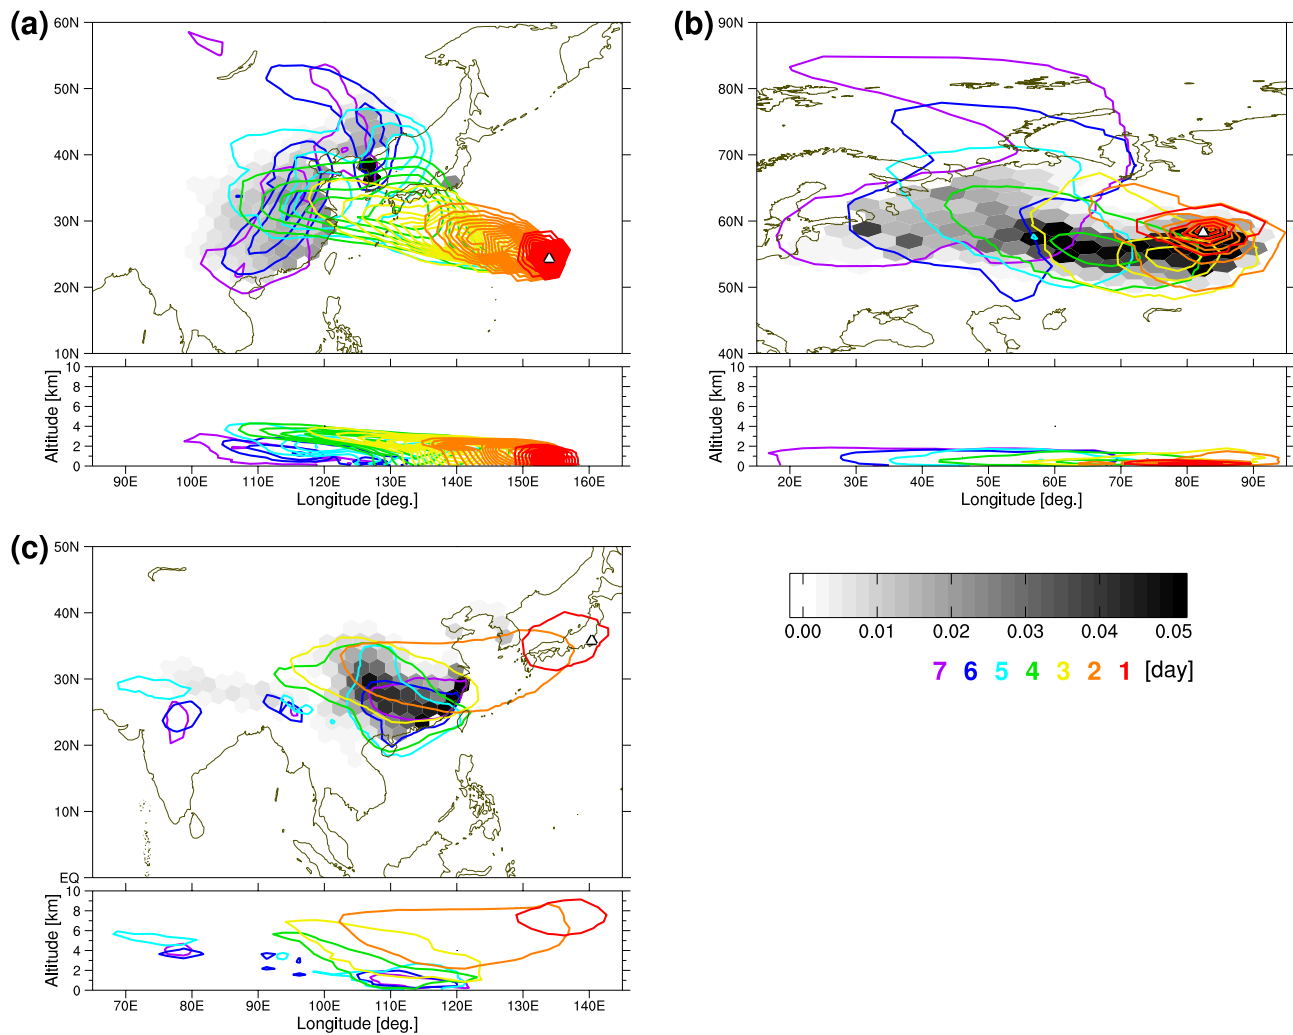 (a)
60N
50N
40N
30N
20N
10N
Altitude [km]
10
8
6
4
2
0
90E 100E 110E 120E 130E 140E 150E 160E
Longitude [deg.]
(b)
90N
80N
70N
60N
50N
40N
Altitude [km]
10
8
6
4
2
0
20E 30E 40E 50E 60E 70E 80E 90E
Longitude [deg.]
(c)
50N
40N
30N
20N
10N
EQ
Altitude [km]
10
8
6
4
2
0
70E 80E 90E 100E 110E 120E 130E 140E
Longitude [deg.]
0.00 0.01 0.02 0.03 0.04 0.05
7 6 5 4 3 2 1 [day]